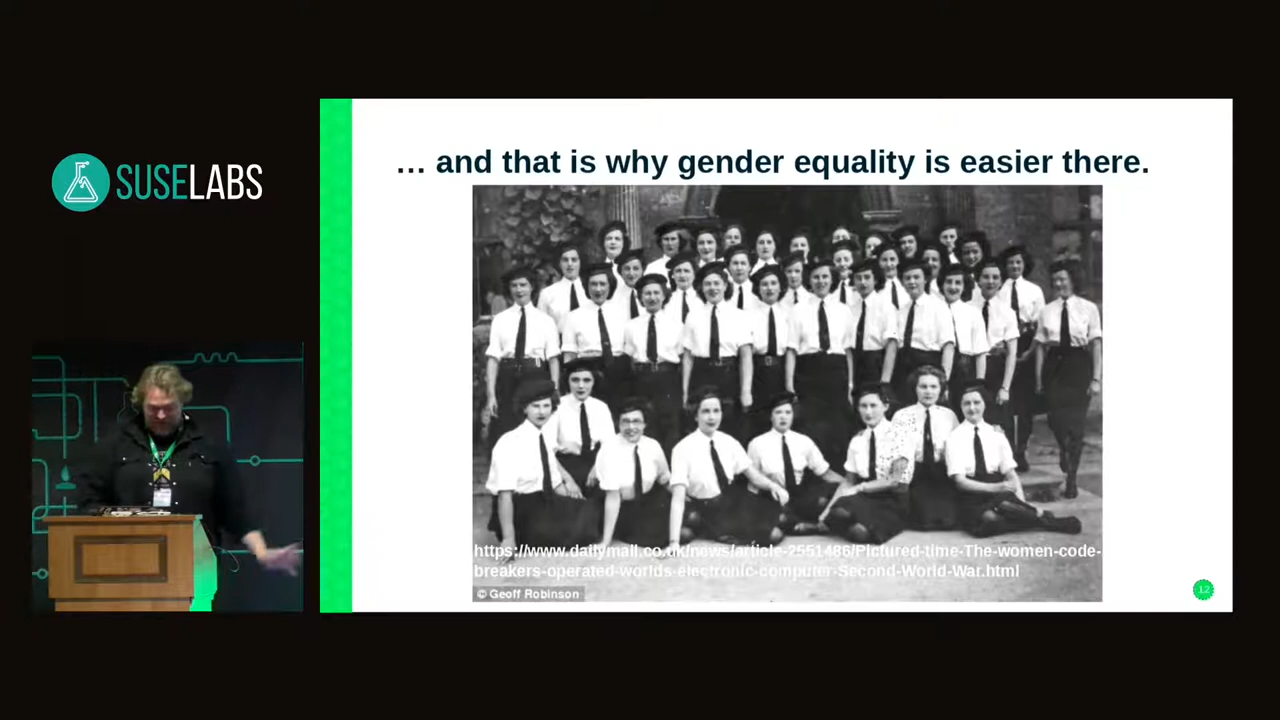 SUSELABS
… and that is why gender equality is easier there.
https://www.dailymail.co.uk/news/article-2551486/Pictured-time-The-women-code-
breakers-operated-worlds-electronic-computer-Second-World-War.html
© Geoff Robinson
12